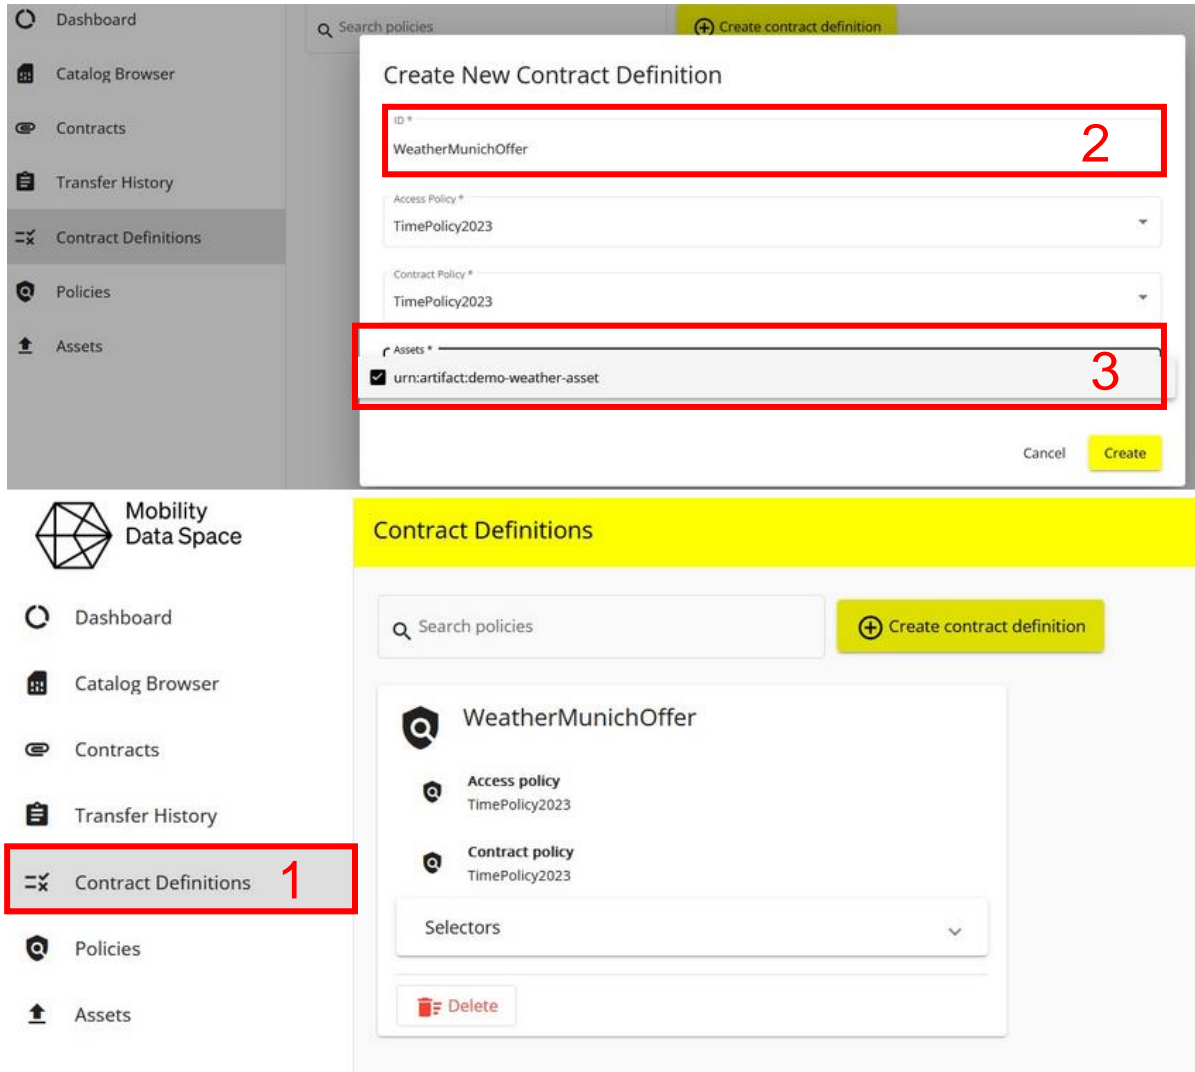 Dashboard
Search policies
Create contract definition
Catalog Browser
Contracts
Transfer History
Contract Definitions
Policies
Assets
Create New Contract Definition
ID *
WeatherMunichOffer
2
Access Policy *
TimePolicy2023
Contract Policy *
TimePolicy2023
Assets *
urn:artifact:demo-weather-asset
3
Cancel
Create
Mobility
Data Space
Dashboard
Catalog Browser
Contracts
Transfer History
Contract Definitions
1
Policies
Assets
Contract Definitions
Search policies
Create contract definition
WeatherMunichOffer
Access policy
TimePolicy2023
Contract policy
TimePolicy2023
Selectors
Delete